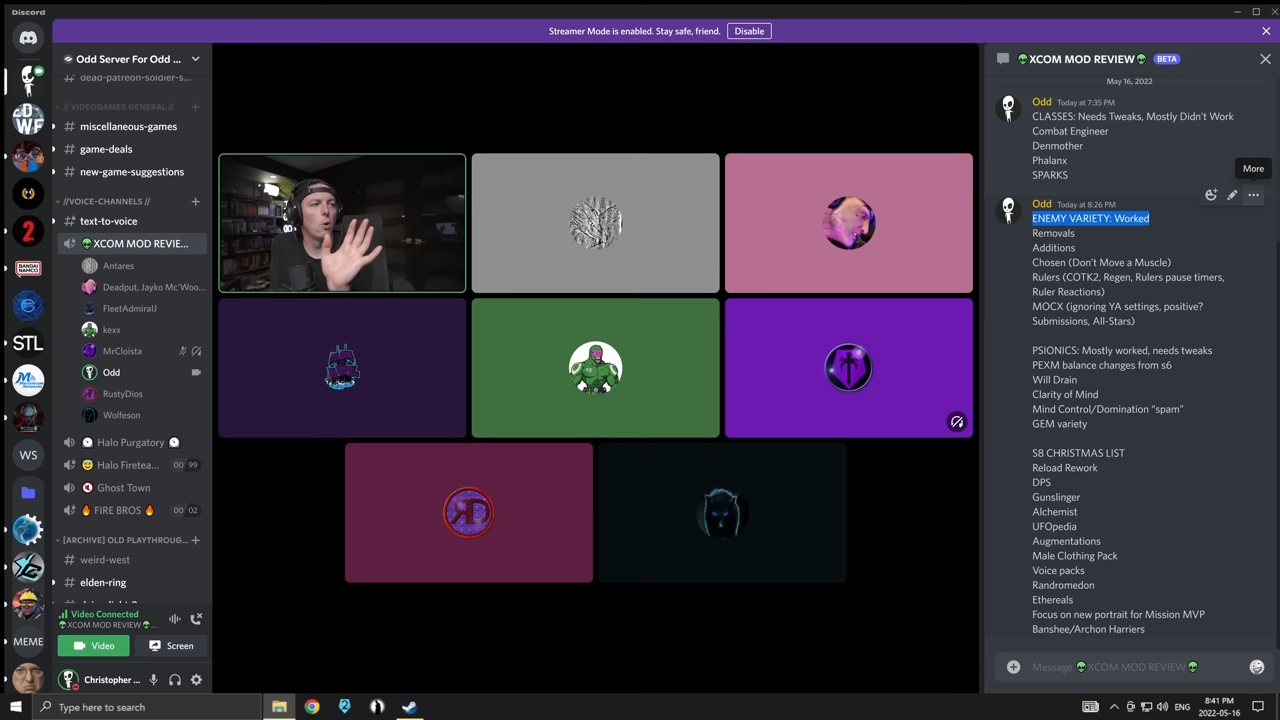 Discord
Streamer Mode is enabled. Stay safe, friend.
Disable
Odd Server For Odd ...
dead-patreon-soldier-s...
// VIDEOGAMES GENERAL //
miscellaneous-games
game-deals
new-game-suggestions
//VOICE-CHANNELS //
text-to-voice
XCOM MOD REVIE...
Antares
Deadput, Jayko Mc'Woo...
FleetAdmiralJ
kexx
MrCloista
Odd
RustyDios
Wolfeson
Halo Purgatory
Halo Firetea...
00 99
Ghost Town
FIRE BROS
00 02
[ARCHIVE] OLD PLAYTHROUG...
weird-west
elden-ring
Video Connected
XCOM MOD REVIEW
Video
Screen
Christopher ...
BANDAI
NAMCO
2
STL
WS
MEME
RD
XCOM MOD REVIEW
BETA
May 16, 2022
Odd Today at 7:35 PM
CLASSES: Needs Tweaks, Mostly Didn't Work
Combat Engineer
Denmother
Phalanx
SPARKS
More
Odd Today at 8:26 PM
ENEMY VARIETY: Worked
Removals
Additions
Chosen (Don't Move a Muscle)
Rulers (COTK2, Regen, Rulers pause timers,
Ruler Reactions)
MOCX (ignoring YA settings, positive?
Submissions, All-Stars)
PSIONICS: Mostly worked, needs tweaks
PEXM balance changes from s6
Will Drain
Clarity of Mind
Mind Control/Domination "spam"
GEM variety
S8 CHRISTMAS LIST
Reload Rework
DPS
Gunslinger
Alchemist
UFOpedia
Augmentations
Male Clothing Pack
Voice packs
Randromedon
Ethereals
Focus on new portrait for Mission MVP
Banshee/Archon Harriers
Message XCOM MOD REVIEW
Type here to search
ENG
8:41 PM
2022-05-16